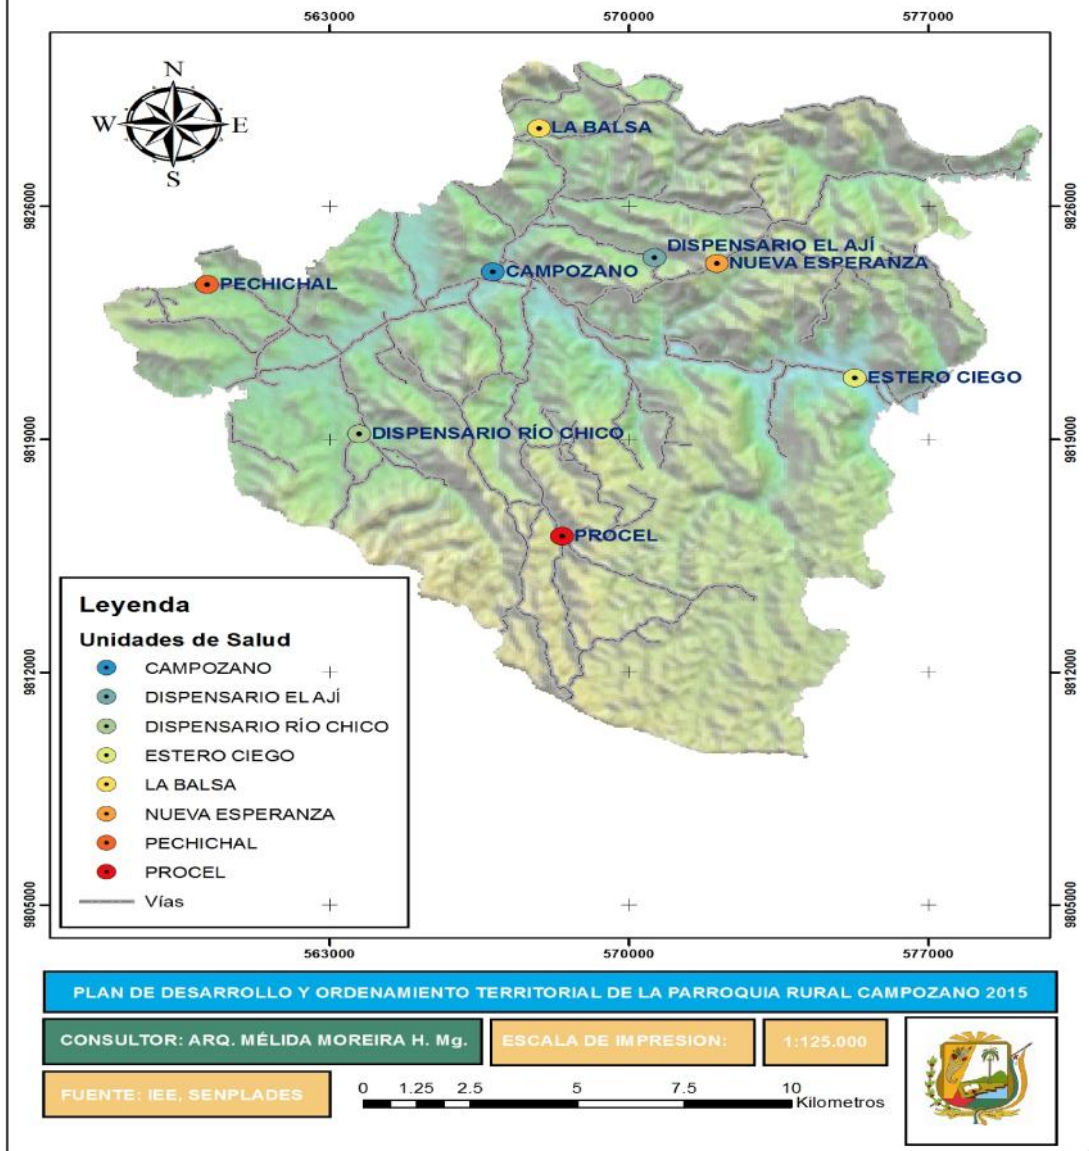 563000 570000 577000
N
W E
S
LA BALSA
9826000 9826000
DISPENSARIO EL AJÍ
NUEVA ESPERANZA
CAMPOZANO
PECHICHAL
ESTERO CIEGO
DISPENSARIO RÍO CHICO
9819000 9819000
PROCEL
Leyenda
Unidades de Salud
CAMPOZANO
9812000 9812000
DISPENSARIO EL AJÍ
DISPENSARIO RÍO CHICO
ESTERO CIEGO
LA BALSA
NUEVA ESPERANZA
PECHICHAL
PROCEL
Vías
9805000 9805000
563000 570000 577000
PLAN DE DESARROLLO Y ORDENAMIENTO TERRITORIAL DE LA PARROQUIA RURAL CAMPOZANO 2015
CONSULTOR: ARQ. MÉLIDA MOREIRA H. Mg.
ESCALA DE IMPRESION:
1:125.000
FUENTE: IEE, SENPLADES
0 1.25 2.5 5 7.5 10
Kilometros